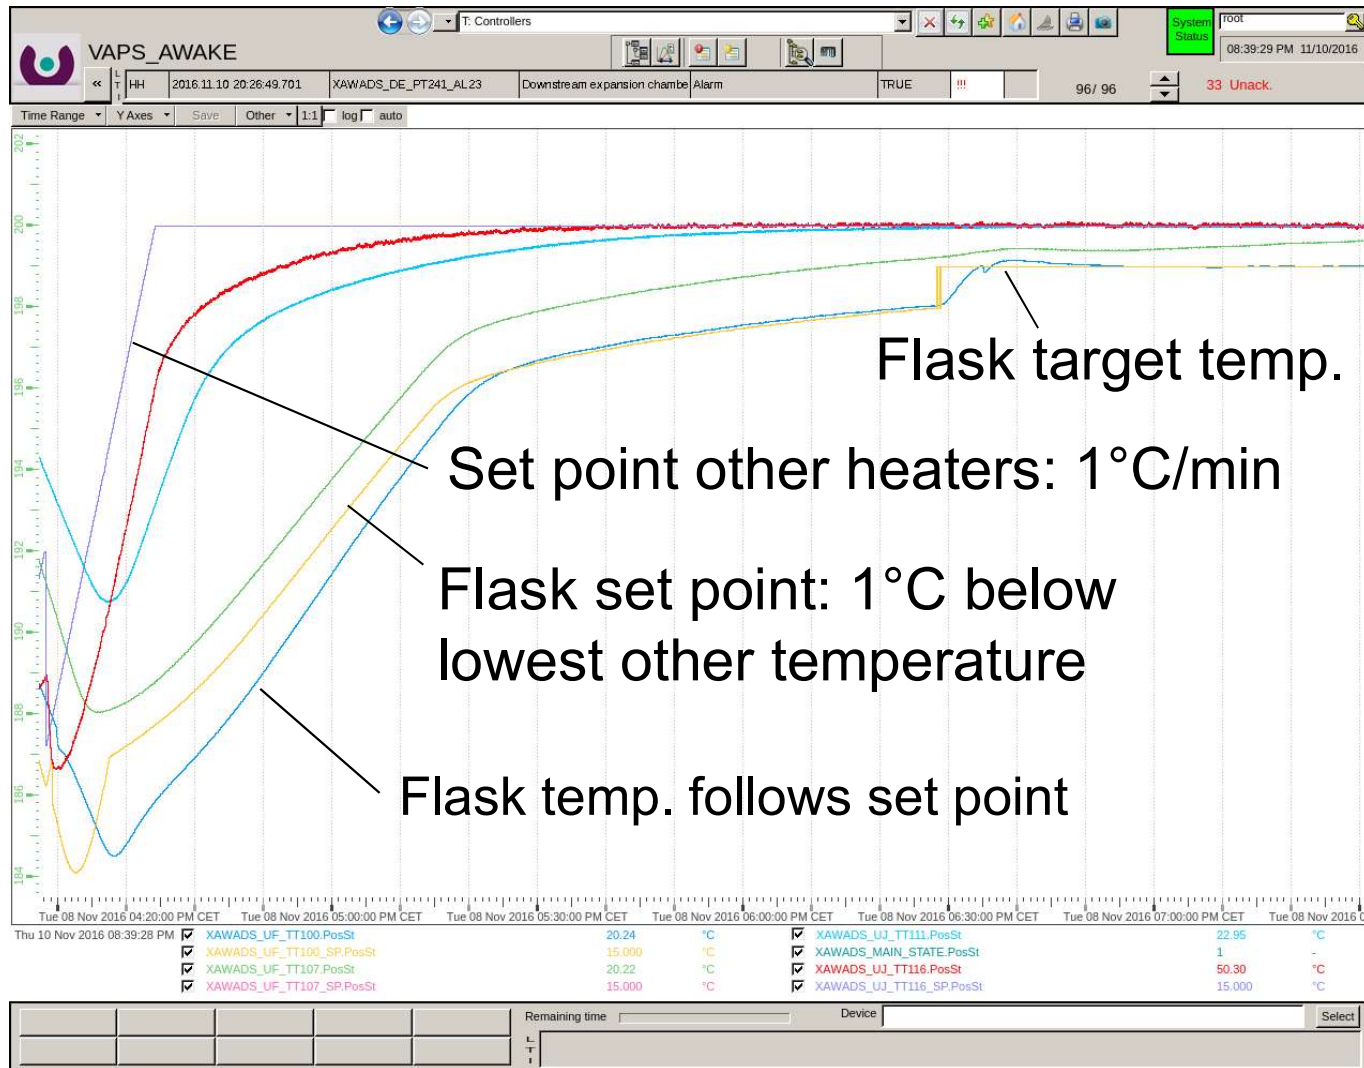 T: Controllers
System Status
root
VAPS_AWAKE
08:39:29 PM 11/10/2016
«
L T I
HH
2016.11.10 20:26:49.701
XAWADS_DE_PT241_AL23
Downstream expansion chambe
Alarm
TRUE
!!!
96/ 96
33 Unack.
Time Range
Y Axes
Save
Other
1:1
log
auto
202
200
198
196
194
192
190
188
186
184
Flask target temp.
Set point other heaters: 1°C/min
Flask set point: 1°C below
lowest other temperature
Flask temp. follows set point
Tue 08 Nov 2016 04:20:00 PM CET
Tue 08 Nov 2016 05:00:00 PM CET
Tue 08 Nov 2016 05:30:00 PM CET
Tue 08 Nov 2016 06:00:00 PM CET
Tue 08 Nov 2016 06:30:00 PM CET
Tue 08 Nov 2016 07:00:00 PM CET
Tue 08 Nov 2016 0
Thu 10 Nov 2016 08:39:28 PM
XAWADS_UF_TT100.PosSt 20.24 °C
XAWADS_UJ_TT111.PosSt 22.95 °C
XAWADS_UF_TT100_SP.PosSt 15.000 °C
XAWADS_MAIN_STATE.PosSt 1 -
XAWADS_UF_TT107.PosSt 20.22 °C
XAWADS_UJ_TT116.PosSt 50.30 °C
XAWADS_UF_TT107_SP.PosSt 15.000 °C
XAWADS_UJ_TT116_SP.PosSt 15.000 °C
Remaining time
Device
Select
L T I